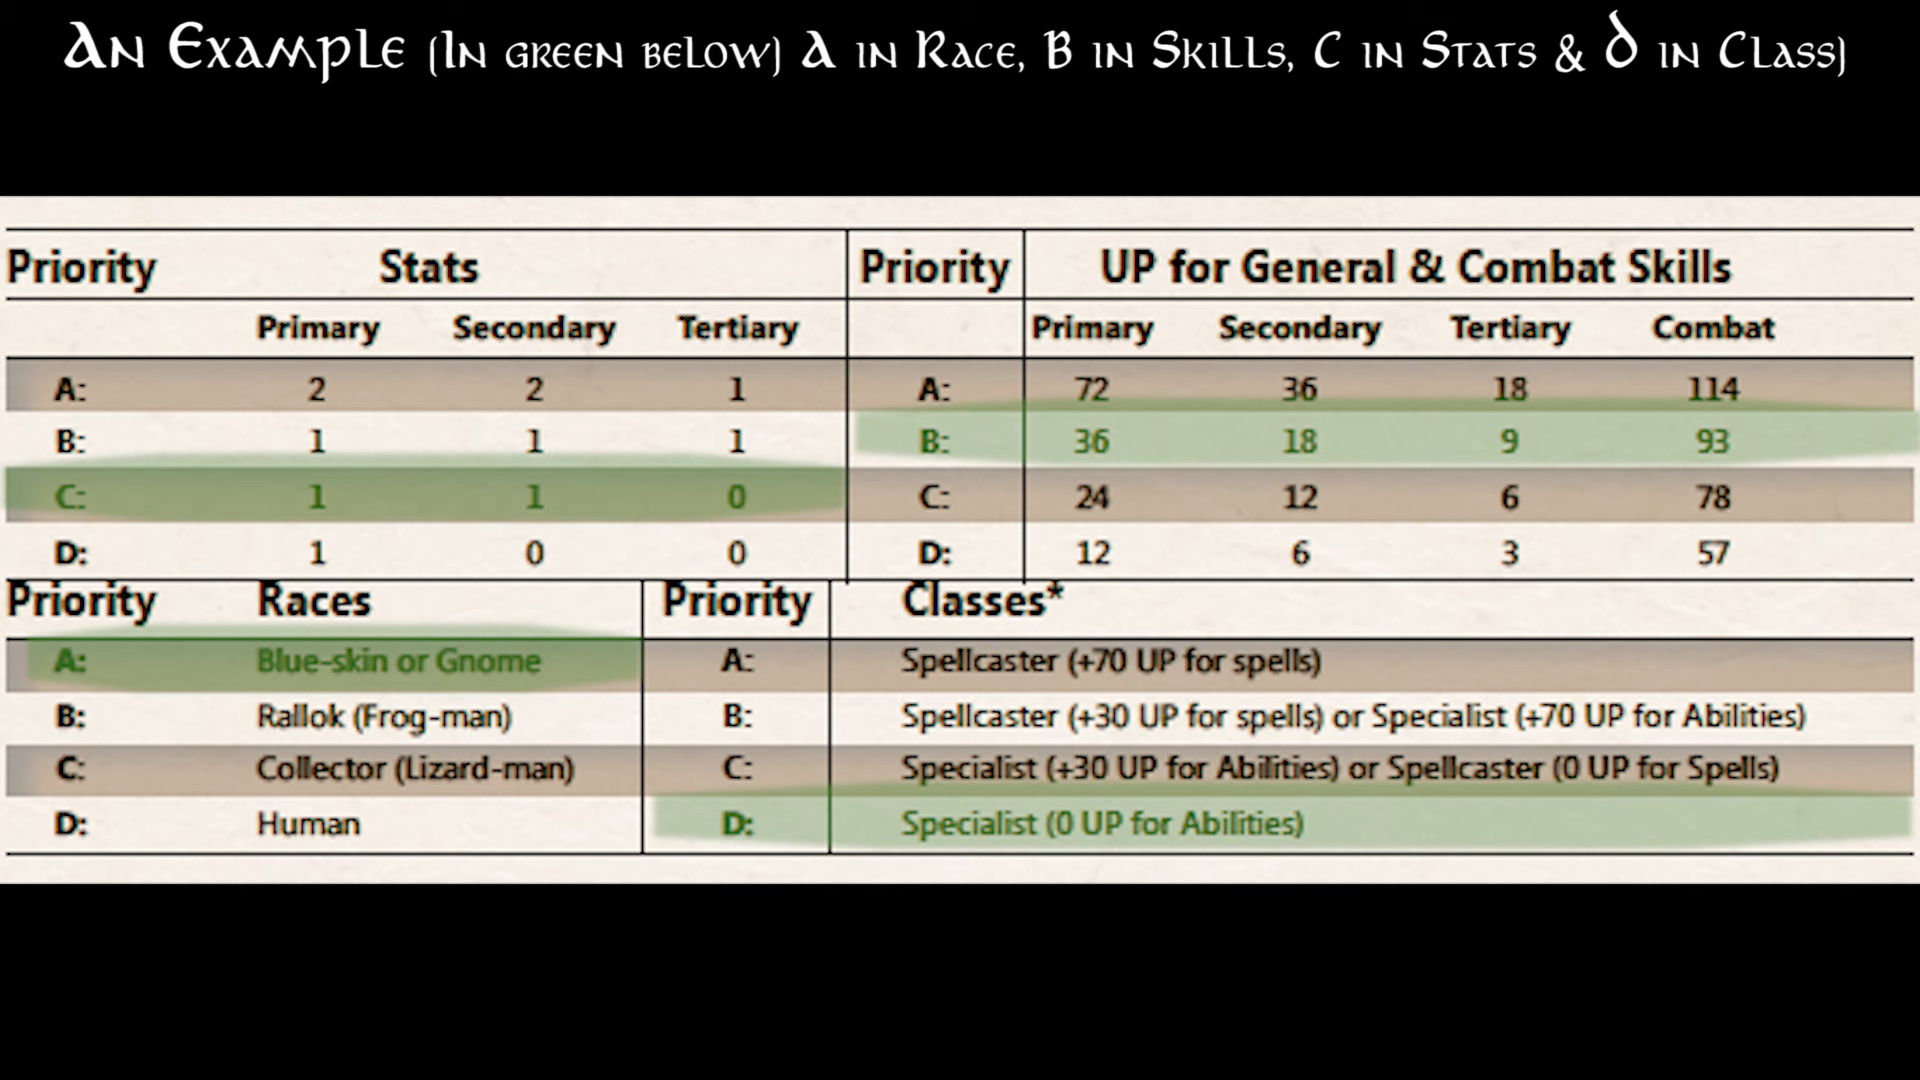 An Example (In green below) A in Race, B in Skills, C in Stats & D in Class)
Priority Stats Priority UP for General & Combat Skills
Primary Secondary Tertiary Primary Secondary Tertiary Combat
A: 2 2 1 A: 72 36 18 114
B: 1 1 1 B: 36 18 9 93
C: 1 1 0 C: 24 12 6 78
D: 1 0 0 D: 12 6 3 57
Priority Races Priority Classes*
A: Blue-skin or Gnome A: Spellcaster (+70 UP for spells)
B: Rallok (Frog-man) B: Spellcaster (+30 UP for spells) or Specialist (+70 UP for Abilities)
C: Collector (Lizard-man) C: Specialist (+30 UP for Abilities) or Spellcaster (0 UP for Spells)
D: Human D: Specialist (0 UP for Abilities)